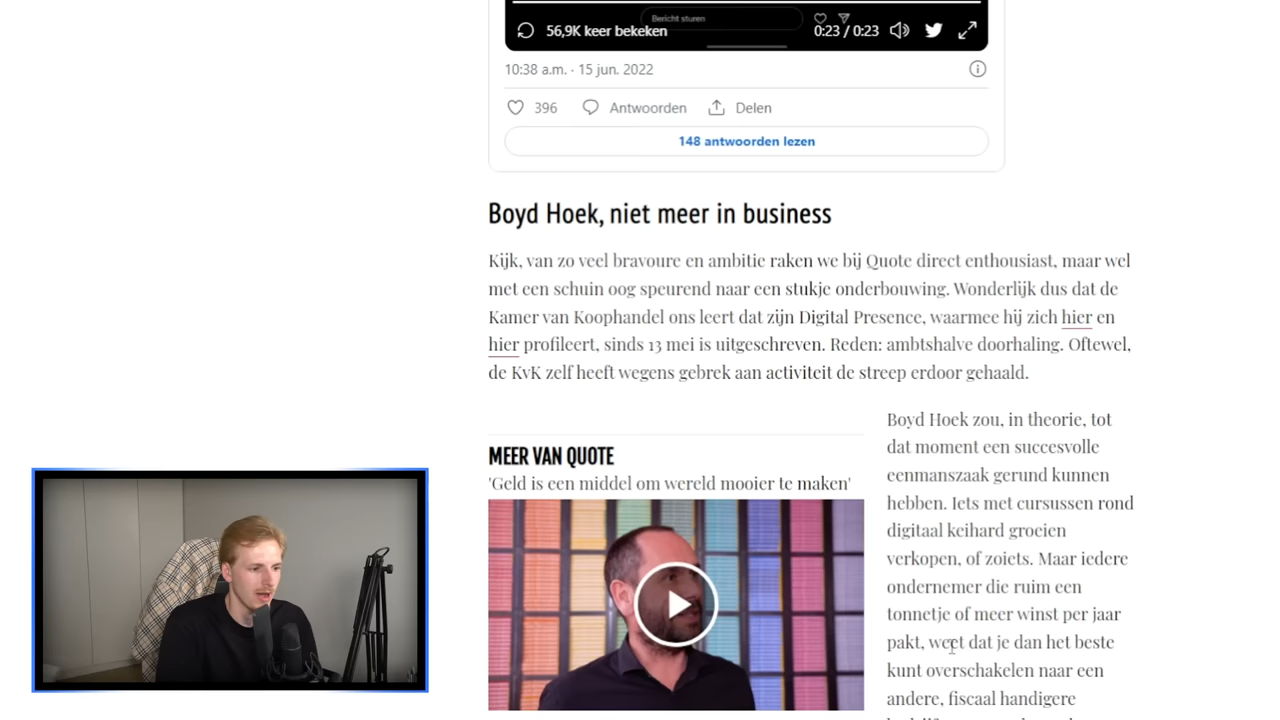 Bericht sturen
56,9K keer bekeken
0:23 / 0:23
10:38 a.m. · 15 jun. 2022
396 Antwoorden Delen
148 antwoorden lezen
Boyd Hoek, niet meer in business
Kijk, van zo veel bravoure en ambitie raken we bij Quote direct enthousiast, maar wel
met een schuin oog speurend naar een stukje onderbouwing. Wonderlijk dus dat de
Kamer van Koophandel ons leert dat zijn Digital Presence, waarmee hij zich hier en
hier profileert, sinds 13 mei is uitgeschreven. Reden: ambtshalve doorhaling. Oftewel,
de KvK zelf heeft wegens gebrek aan activiteit de streep erdoor gehaald.
MEER VAN QUOTE
'Geld is een middel om wereld mooier te maken'
Boyd Hoek zou, in theorie, tot
dat moment een succesvolle
eenmanszaak gerund kunnen
hebben. Iets met cursussen rond
digitaal keihard groeien
verkopen, of zoiets. Maar iedere
ondernemer die ruim een
tonnetje of meer winst per jaar
pakt, weet dat je dan het beste
kunt overschakelen naar een
andere, fiscaal handigere